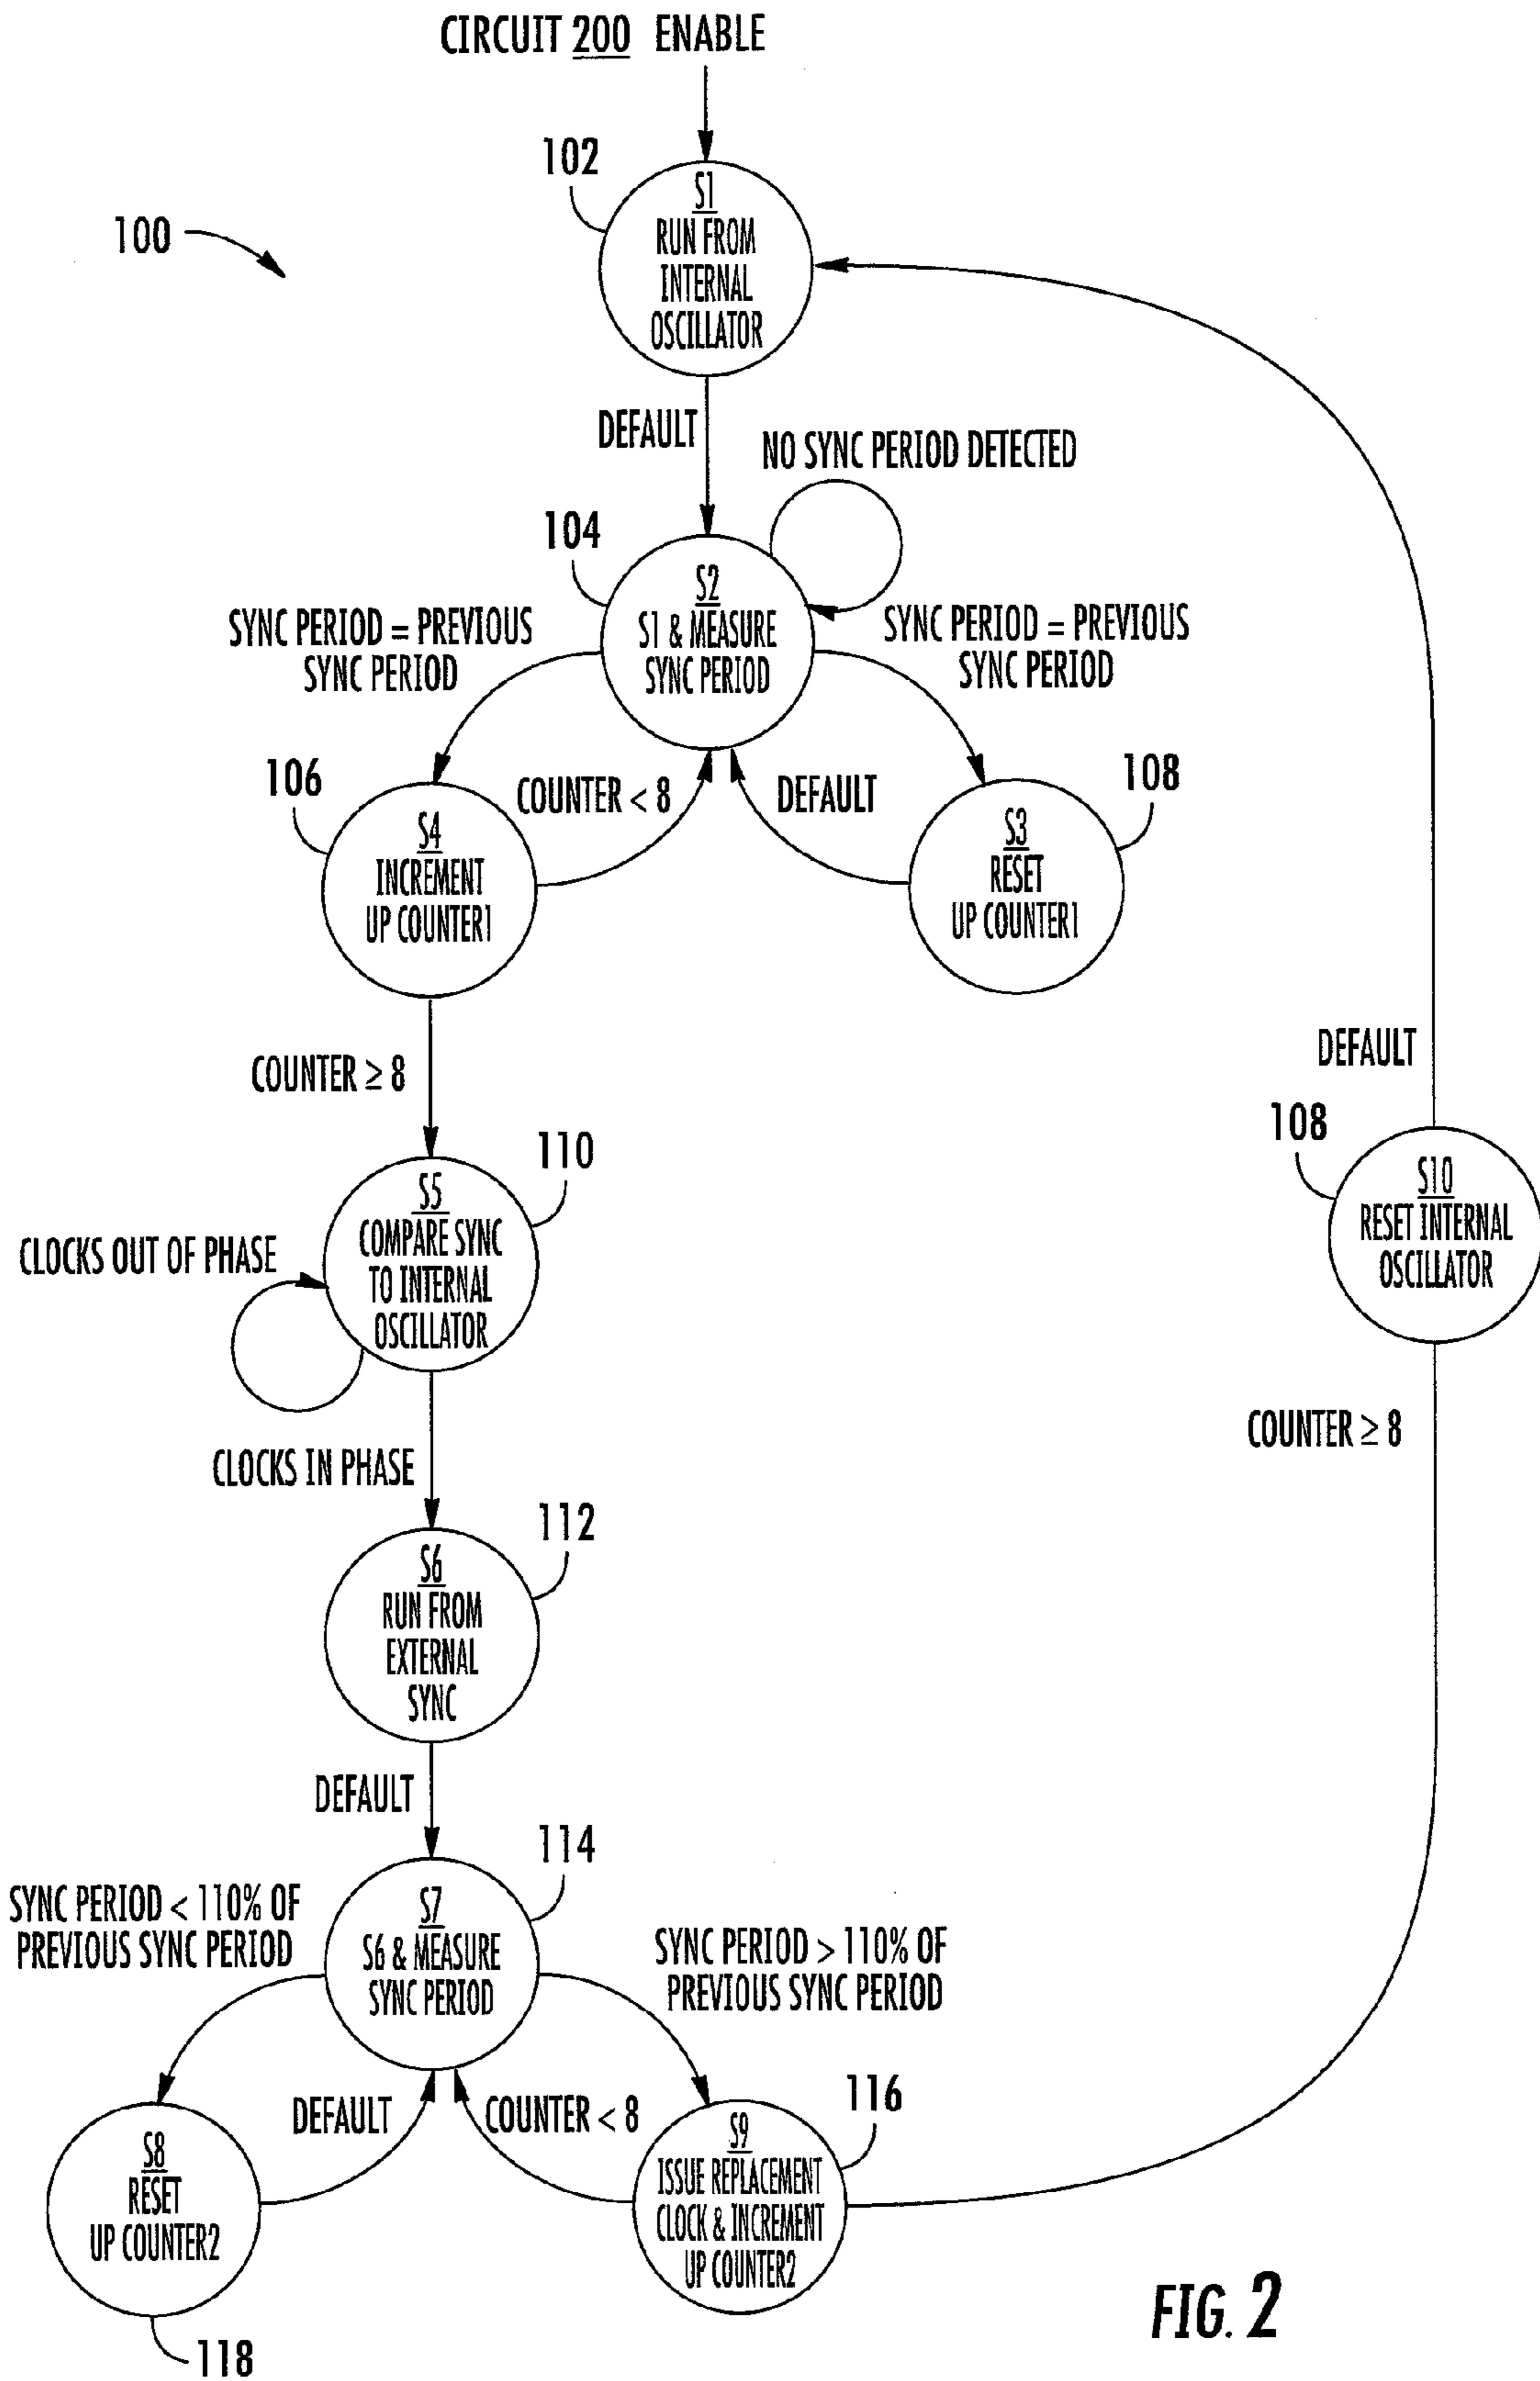 CIRCUIT 200 ENABLE
102
100
S1
RUN FROM
INTERNAL
OSCILLATOR
DEFAULT
NO SYNC PERIOD DETECTED
104
S2
S1 & MEASURE
SYNC PERIOD
SYNC PERIOD = PREVIOUS
SYNC PERIOD
SYNC PERIOD = PREVIOUS
SYNC PERIOD
106
COUNTER < 8
DEFAULT
108
S4
INCREMENT
UP COUNTER1
S3
RESET
UP COUNTER1
COUNTER ≥ 8
DEFAULT
108
S10
RESET INTERNAL
OSCILLATOR
110
S5
COMPARE SYNC
TO INTERNAL
OSCILLATOR
CLOCKS OUT OF PHASE
CLOCKS IN PHASE
COUNTER ≥ 8
112
S6
RUN FROM
EXTERNAL
SYNC
DEFAULT
114
S7
S6 & MEASURE
SYNC PERIOD
SYNC PERIOD < 110% OF
PREVIOUS SYNC PERIOD
SYNC PERIOD > 110% OF
PREVIOUS SYNC PERIOD
DEFAULT
COUNTER < 8
116
S8
RESET
UP COUNTER2
S9
ISSUE REPLACEMENT
CLOCK & INCREMENT
UP COUNTER2
118
FIG. 2